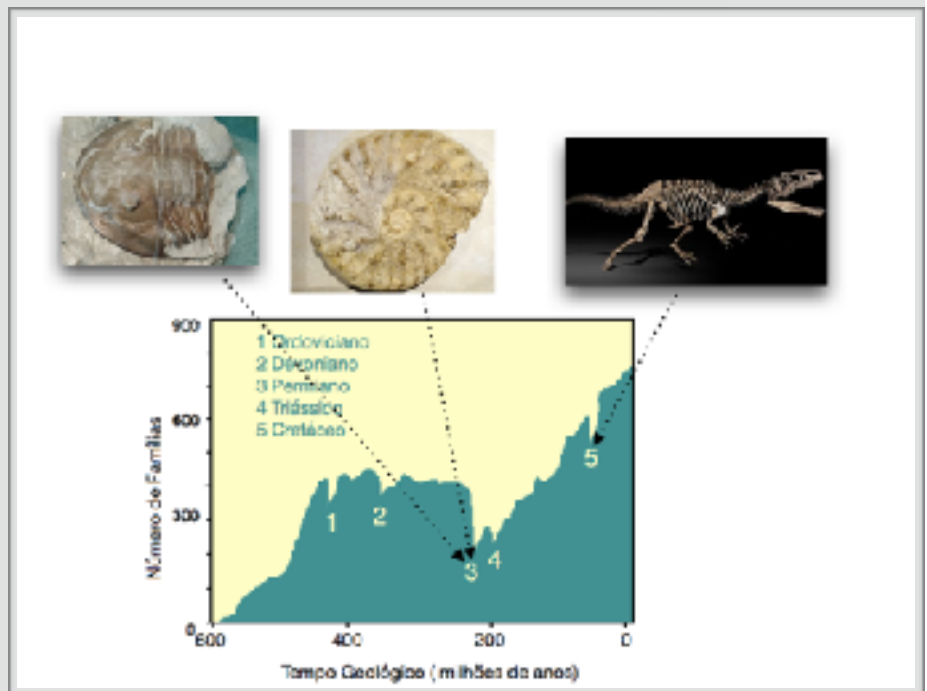 900
1 Ordoviciano
2 Devoniano
3 Permiano
4 Triássico
5 Cretáceo
600
300
0
Número de Famílias
1
2
3
4
5
600
400
200
0
Tempo Geológico ( milhões de anos)